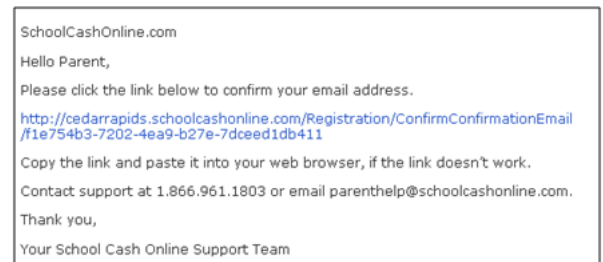 SchoolCashOnline.com
Hello Parent,
Please click the link below to confirm your email address.
http://cedarrapids.schoolcashonline.com/Registration/ConfirmConfirmationEmail
/f1e754b3-7202-4ea9-b27e-7dceed1db411
Copy the link and paste it into your web browser, if the link doesn't work.
Contact support at 1.866.961.1803 or email parenthelp@schoolcashonline.com.
Thank you,
Your School Cash Online Support Team